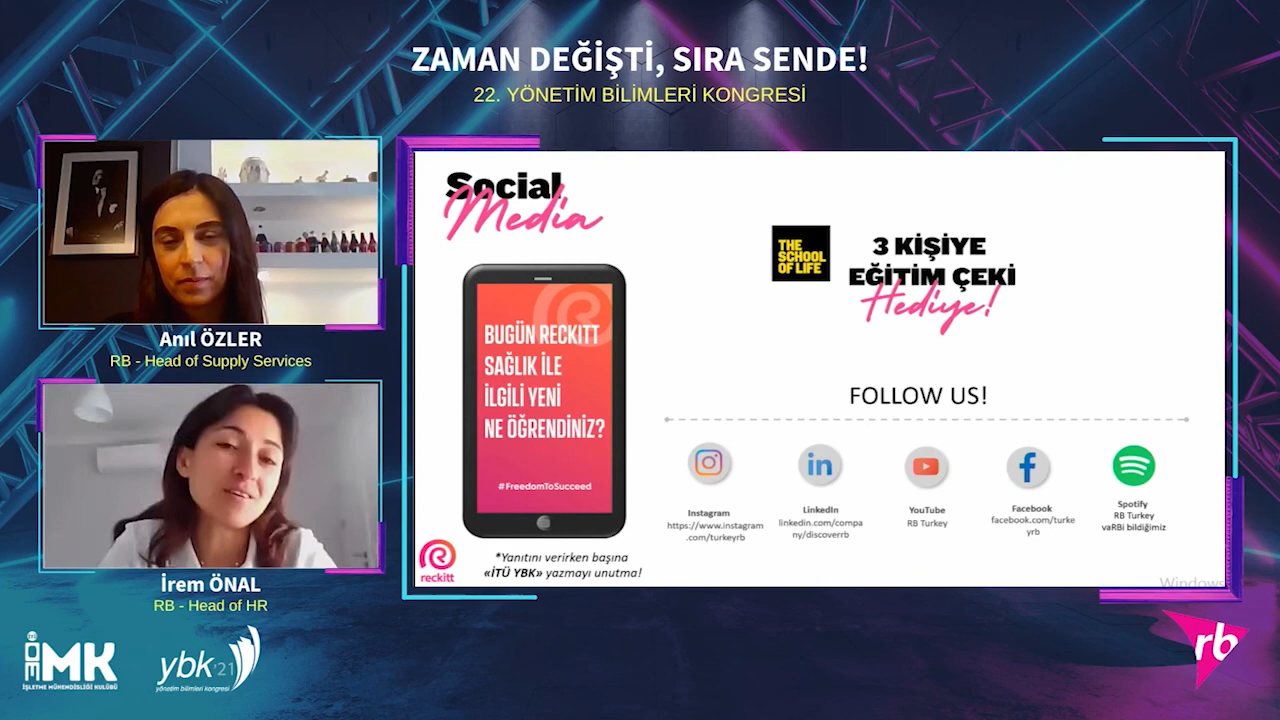 ZAMAN DEĞİŞTİ, SIRA SENDE!
22. YÖNETİM BİLİMLERİ KONGRESİ
Anıl ÖZLER
RB - Head of Supply Services
İrem ÖNAL
RB - Head of HR
Social
Media
BUGÜN RECKITT
SAĞLIK İLE
İLGİLİ YENİ
NE ÖĞRENDİNİZ?
#FreedomToSucceed
reckitt
*Yanıtını verirken başına
«İTÜ YBK» yazmayı unutma!
THE
SCHOOL
OF LIFE
3 KİŞİYE
EĞİTİM ÇEKİ
Hediye!
FOLLOW US!
Instagram
https://www.instagram
.com/turkeyrb
LinkedIn
linkedin.com/compa
ny/discoverrb
YouTube
RB Turkey
Facebook
facebook.com/turke
yrb
Spotify
RB Turkey
vaRBi bildiğimiz
Windows
İMK
İŞLETME MÜHENDİSLİĞİ KULÜBÜ
ybk'21
yönetim bilimleri kongresi
rb